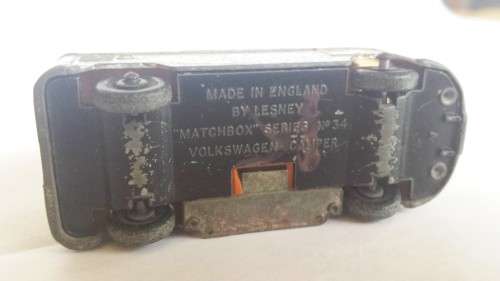 MADE IN ENGLAND
BY LESNEY
"MATCHBOX" SERIES Nº34
VOLKSWAGEN CAMPER